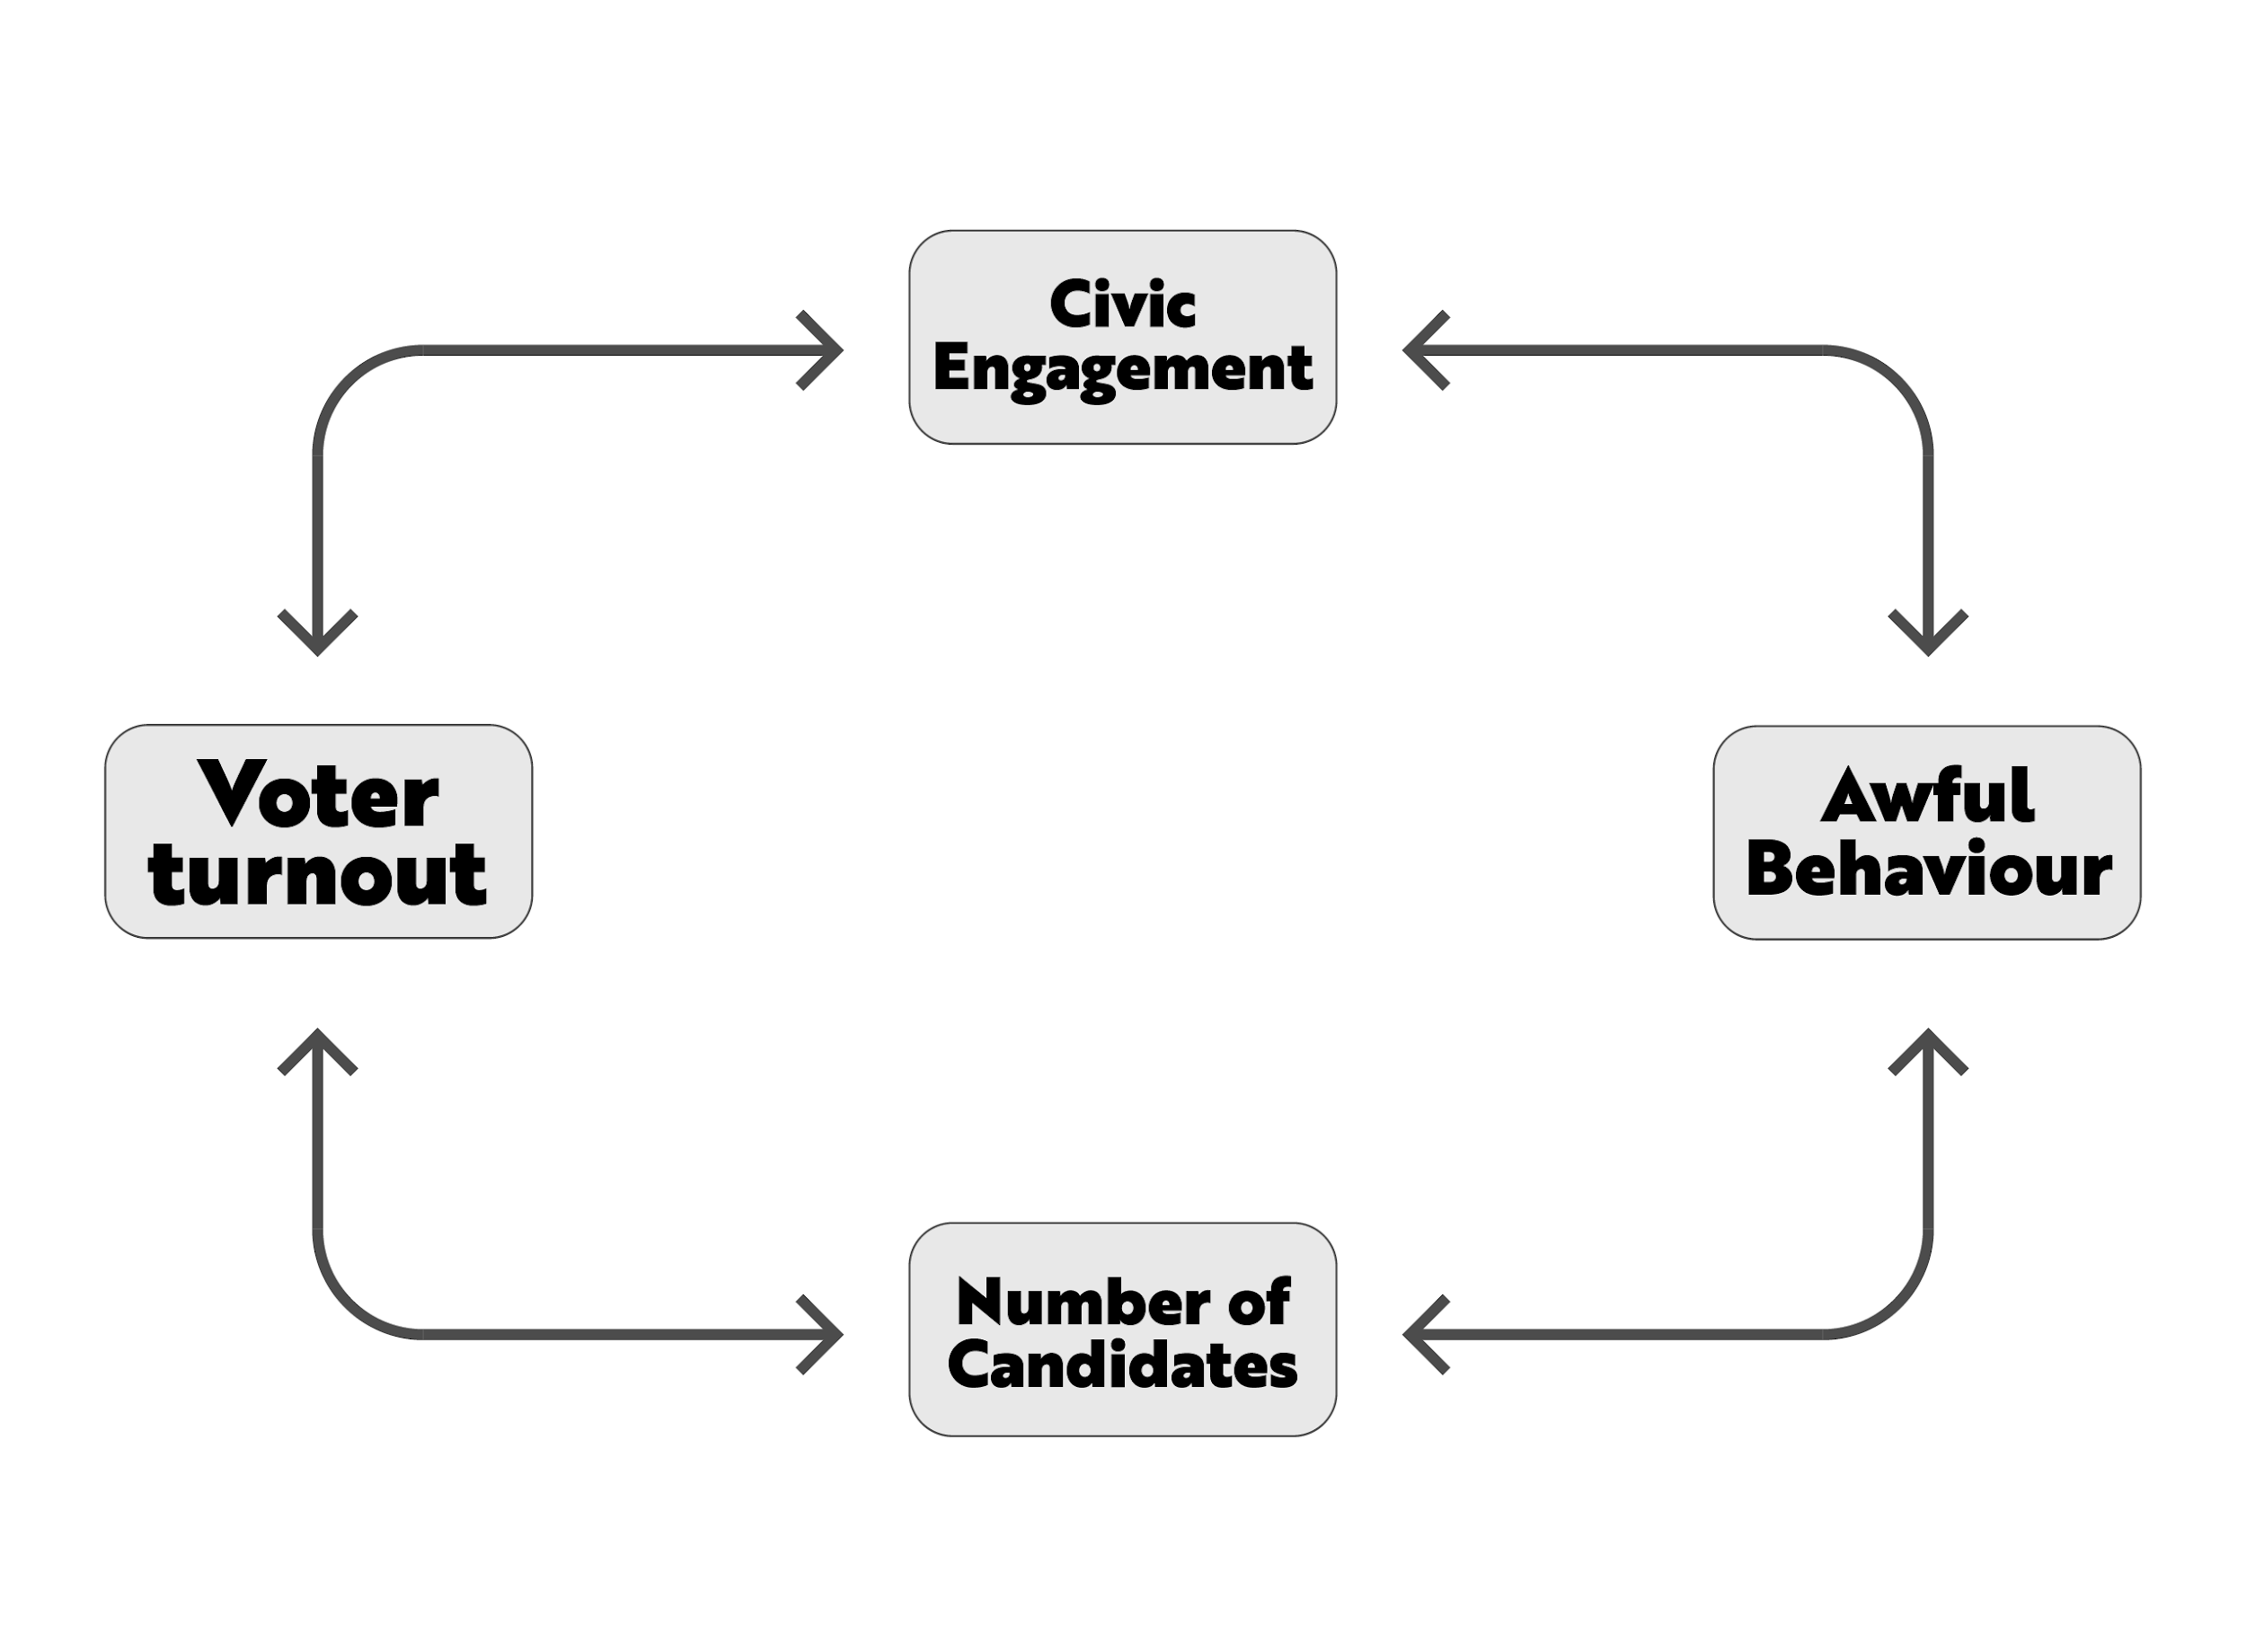 Civic
Engagement
Voter
turnout
Awful
Behaviour
Number of
Candidates